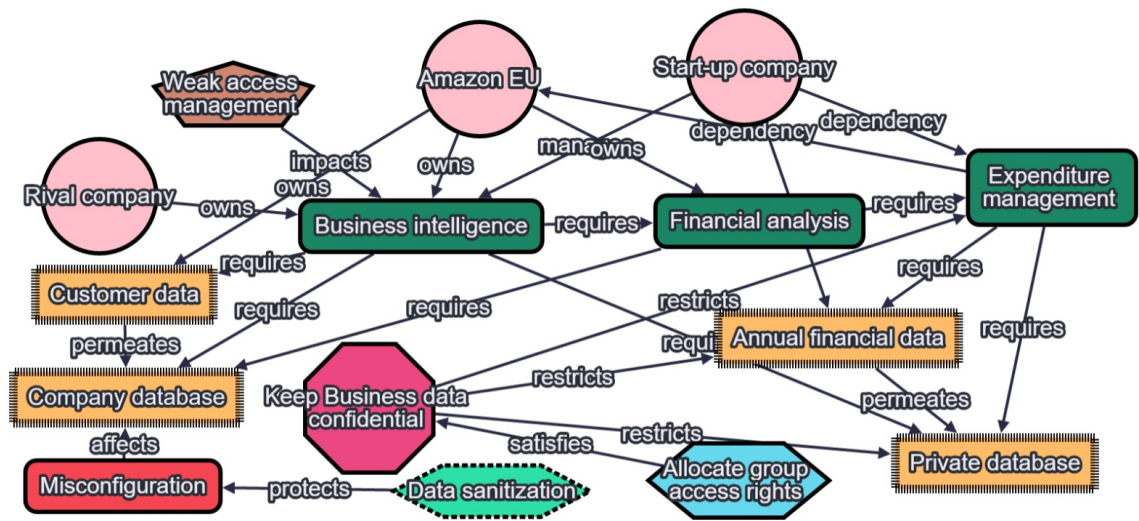 Amazon EU
Start-up company
Weak access
management
dependency
dependency
impacts
owns
manages
owns
Expenditure
management
owns
Rival company
owns
Business intelligence
requires
Financial analysis
requires
requires
requires
Customer data
requires
requires
restricts
requires
permeates
Annual financial data
Company database
Keep Business data
confidential
restricts
permeates
affects
satisfies
restricts
Private database
Misconfiguration
protects
Data sanitization
Allocate group
access rights